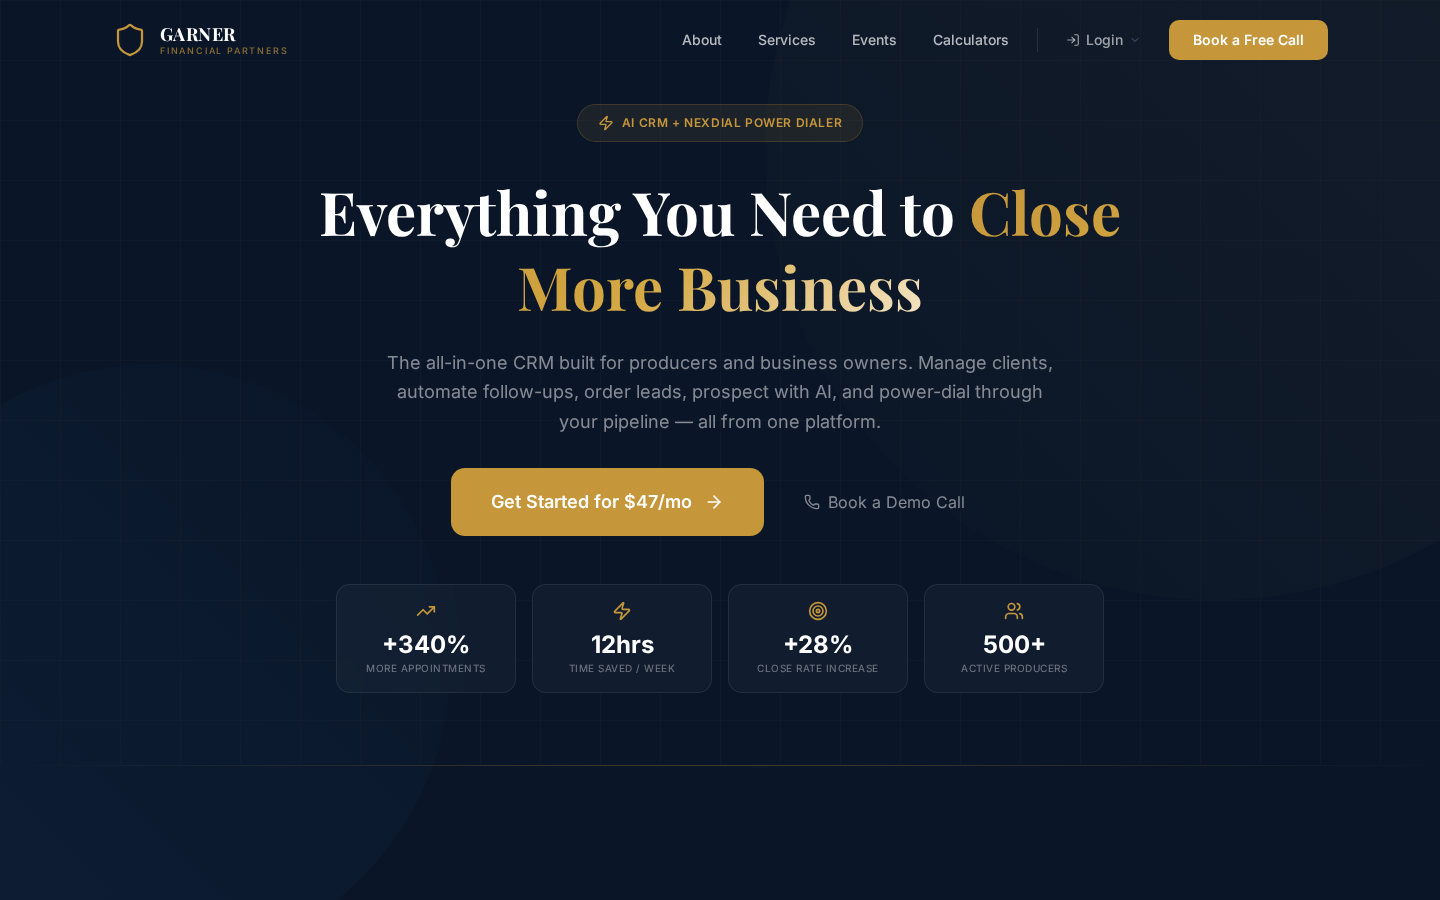 GARNER
FINANCIAL PARTNERS
About
Services
Events
Calculators
Login
Book a Free Call
AI CRM + NEXDIAL POWER DIALER
Everything You Need to Close
More Business
The all-in-one CRM built for producers and business owners. Manage clients,
automate follow-ups, order leads, prospect with AI, and power-dial through
your pipeline — all from one platform.
Get Started for $47/mo
Book a Demo Call
+340%
MORE APPOINTMENTS
12hrs
TIME SAVED / WEEK
+28%
CLOSE RATE INCREASE
500+
ACTIVE PRODUCERS